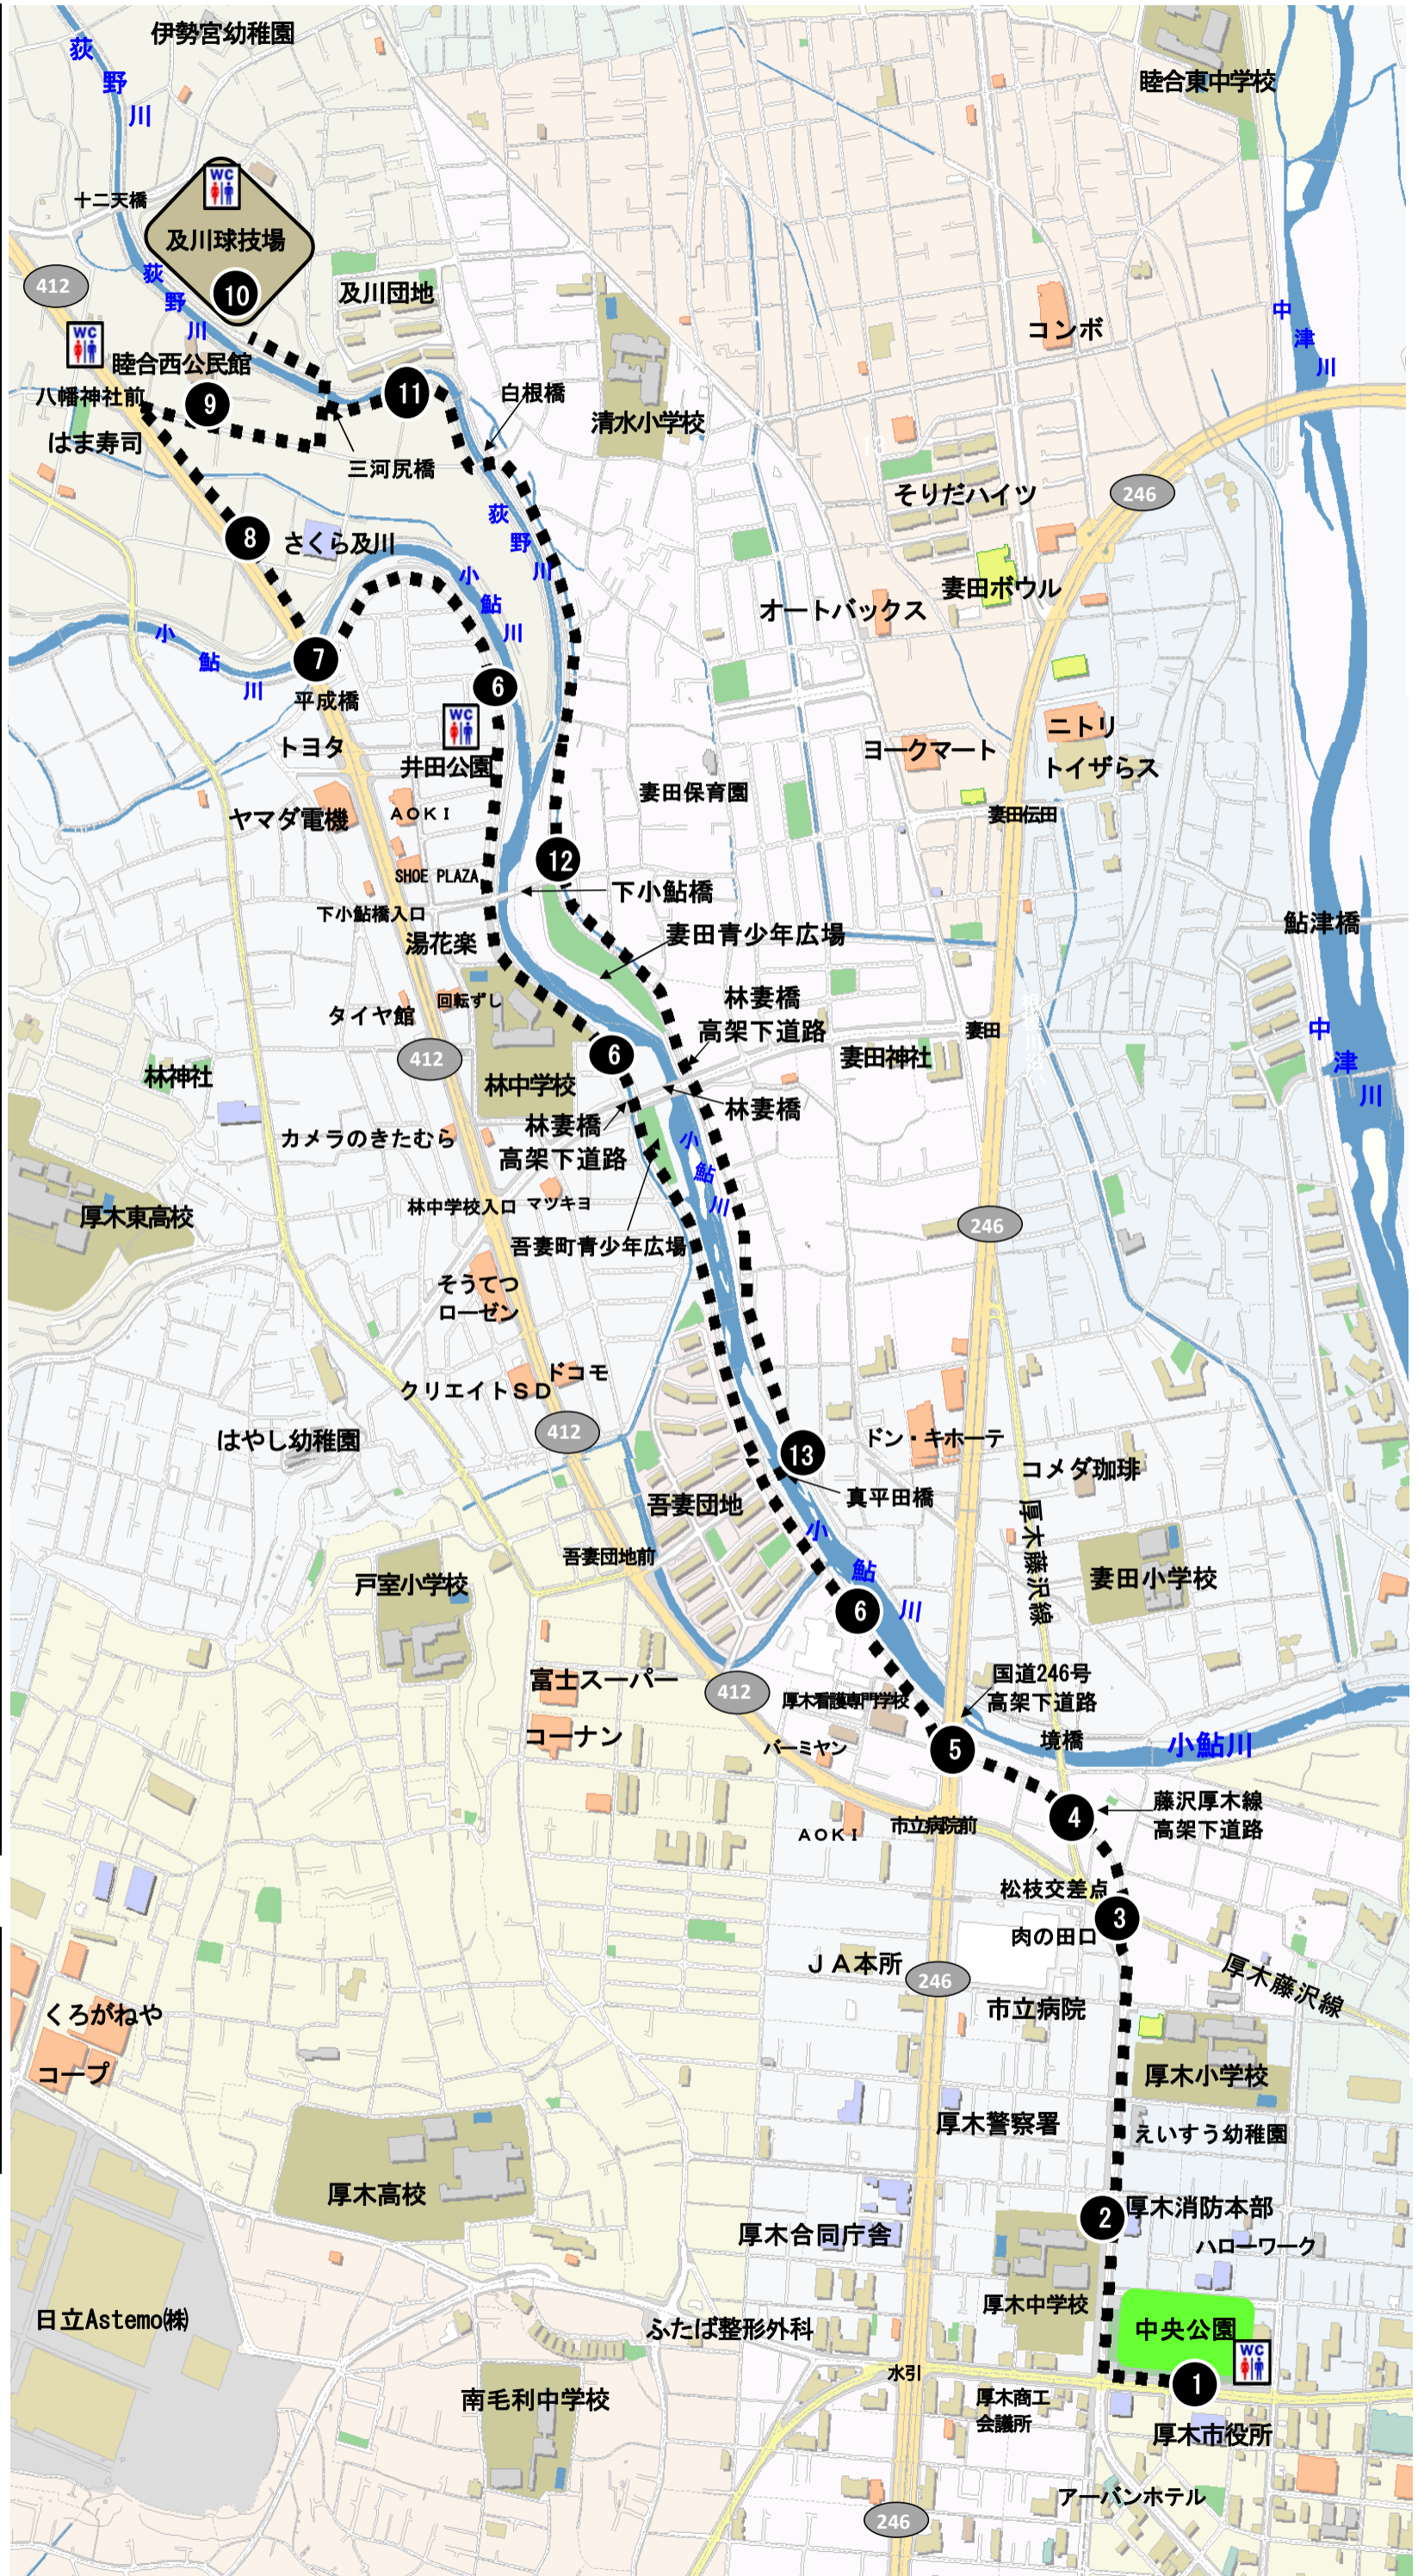 伊勢宮幼稚園
荻
野
川
睦合東中学校
十二天橋
WC
及川球技場
412
荻
野
川
10
及川団地
中
津
川
コンボ
WC
睦合西公民館
八幡神社前
9
11
白根橋
清水小学校
はま寿司
三河尻橋
そりだハイツ
246
荻
野
川
8
さくら及川
小
鮎
川
妻田ボウル
オートバックス
小
鮎
川
7
6
平成橋
WC
トヨタ
井田公園
ニトリ
ヨークマート
トイザらス
妻田保育園
ヤマダ電機
AOKI
妻田伝田
12
SHOE PLAZA
下小鮎橋
下小鮎橋入口
鮎津橋
湯花楽
妻田青少年広場
回転ずし
タイヤ館
林妻橋
高架下道路
妻田
中
津
川
412
6
妻田神社
林神社
林中学校
林妻橋
林妻橋
高架下道路
カメラのきたむら
小
鮎
川
厚木東高校
林中学校入口
マツキヨ
246
吾妻町青少年広場
そうてつ
ローゼン
ドコモ
クリエイトSD
412
はやし幼稚園
13
ドン・キホーテ
コメダ珈琲
吾妻団地
真平田橋
厚木藤沢線
小
鮎
川
吾妻団地前
戸室小学校
妻田小学校
6
富士スーパー
412
厚木看護専門学校
国道246号
高架下道路
コーナン
バーミヤン
5
境橋
小鮎川
4
藤沢厚木線
高架下道路
AOKI
市立病院前
松枝交差点
3
肉の田口
JA本所
246
厚木藤沢線
市立病院
くろがねや
コープ
厚木小学校
厚木警察署
えいすう幼稚園
厚木高校
2
厚木消防本部
厚木合同庁舎
ハローワーク
厚木中学校
日立Astemo㈱
ふたば整形外科
中央公園
WC
水引
1
南毛利中学校
厚木商工
会議所
厚木市役所
アーバンホテル
246